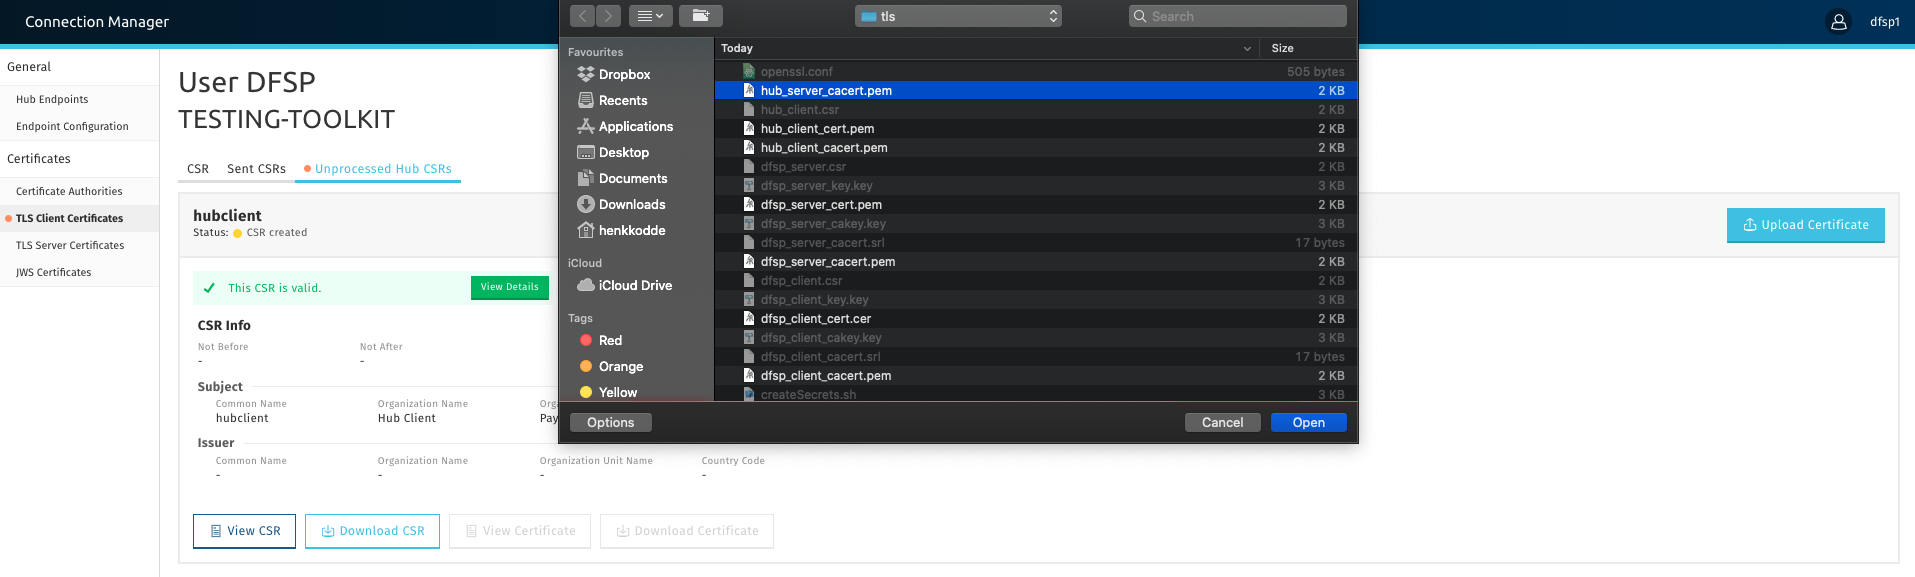 Connection Manager
dfsp1
General
Hub Endpoints
Endpoint Configuration
Certificates
Certificate Authorities
TLS Client Certificates
TLS Server Certificates
JWS Certificates
User DFSP
TESTING-TOOLKIT
CSR Sent CSRs Unprocessed Hub CSRs
hubclient
Status: CSR created
Upload Certificate
This CSR is valid.
View Details
CSR Info
Not Before Not After
- -
Subject
Common Name Organization Name Orga
hubclient Hub Client Pay
Issuer
Common Name Organization Name Organization Unit Name Country Code
- - - -
View CSR Download CSR View Certificate Download Certificate
tls
Search
Favourites
Dropbox
Recents
Applications
Desktop
Documents
Downloads
henkkodde
iCloud
iCloud Drive
Tags
Red
Orange
Yellow
Today Size
openssl.conf 505 bytes
hub_server_cacert.pem 2 KB
hub_client.csr 2 KB
hub_client_cert.pem 2 KB
hub_client_cacert.pem 2 KB
dfsp_server.csr 2 KB
dfsp_server_key.key 3 KB
dfsp_server_cert.pem 2 KB
dfsp_server_cakey.key 3 KB
dfsp_server_cacert.srl 17 bytes
dfsp_server_cacert.pem 2 KB
dfsp_client.csr 2 KB
dfsp_client_key.key 3 KB
dfsp_client_cert.cer 2 KB
dfsp_client_cakey.key 3 KB
dfsp_client_cacert.srl 17 bytes
dfsp_client_cacert.pem 2 KB
createSecrets.sh 3 KB
Options Cancel Open